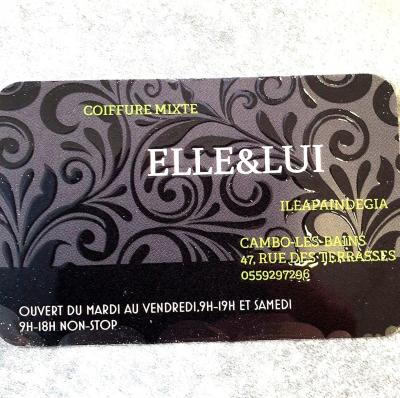 COIFFURE MIXTE
ELLE&LUI
ILEAPAINDEGIA
CAMBO-LES-BAINS
47, RUE DES TERRASSES
0559297296
OUVERT DU MARDI AU VENDREDI,9H-19H ET SAMEDI
9H-18H NON-STOP